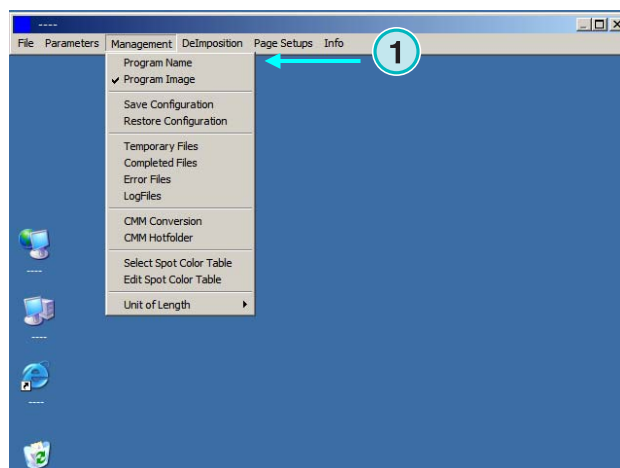 ----
File Parameters Management DeImposition Page Setups Info
1
Program Name
✔ Program Image
Save Configuration
Restore Configuration
Temporary Files
Completed Files
Error Files
LogFiles
CMM Conversion
CMM Hotfolder
Select Spot Color Table
Edit Spot Color Table
Unit of Length
----
----
----